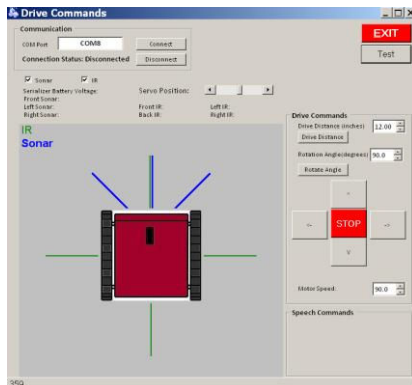 Drive Commands
Communication
COM Port COM8 Connect
Connection Status: Disconnected Disconnect
EXIT
Test
Sonar IR
Serializer Battery Voltage: Servo Position:
Front Sonar:
Left Sonar: Front IR: Left IR:
Right Sonar: Back IR: Right IR:
IR
Sonar
Drive Commands
Drive Distance (inches) 12.00
Drive Distance
Rotation Angle(degrees) 90.0
Rotate Angle
^
<- STOP ->
v
Motor Speed: 90.0
Speech Commands
359